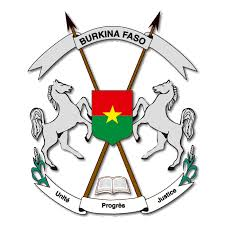 BURKINA FASO
Unité Progrès Justice